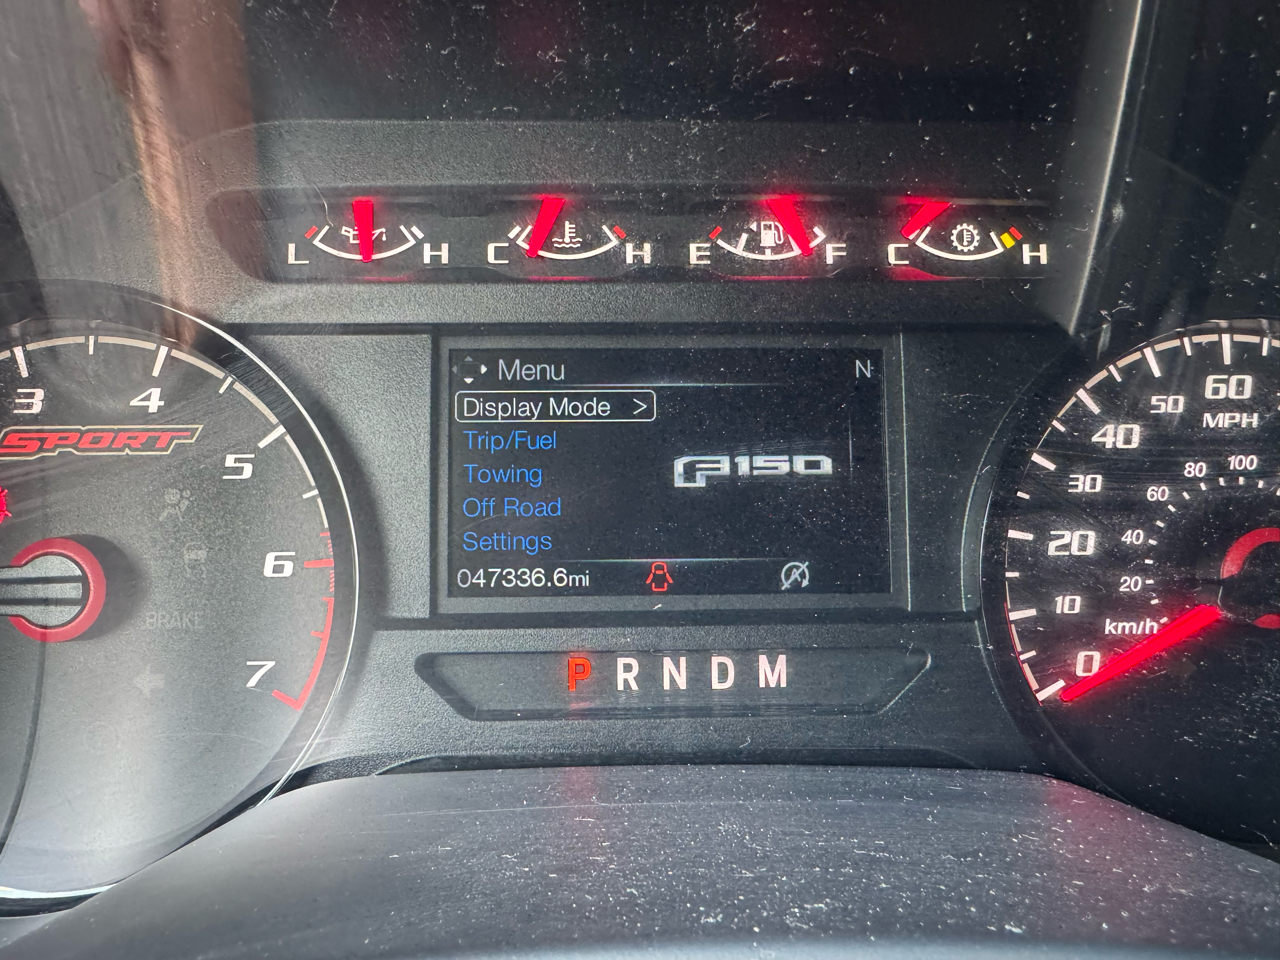 L H C H E F C H
3
4
SPORT
5
6
BRAKE
7
Menu N
Display Mode >
Trip/Fuel
Towing
Off Road
Settings
F150
047336.6mi
P R N D M
60
MPH
50
40
30
20
10
0
100
80
60
40
20
km/h